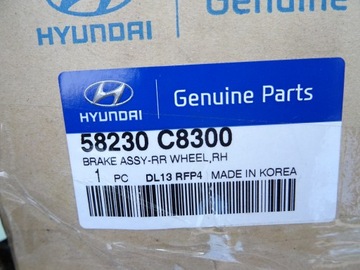 Genuine
HYUNDAI
HYUNDAI
Genuine Parts
58230 C8300
BRAKE ASSY-RR WHEEL,RH
1 PC DL13 RFP4 MADE IN KOREA